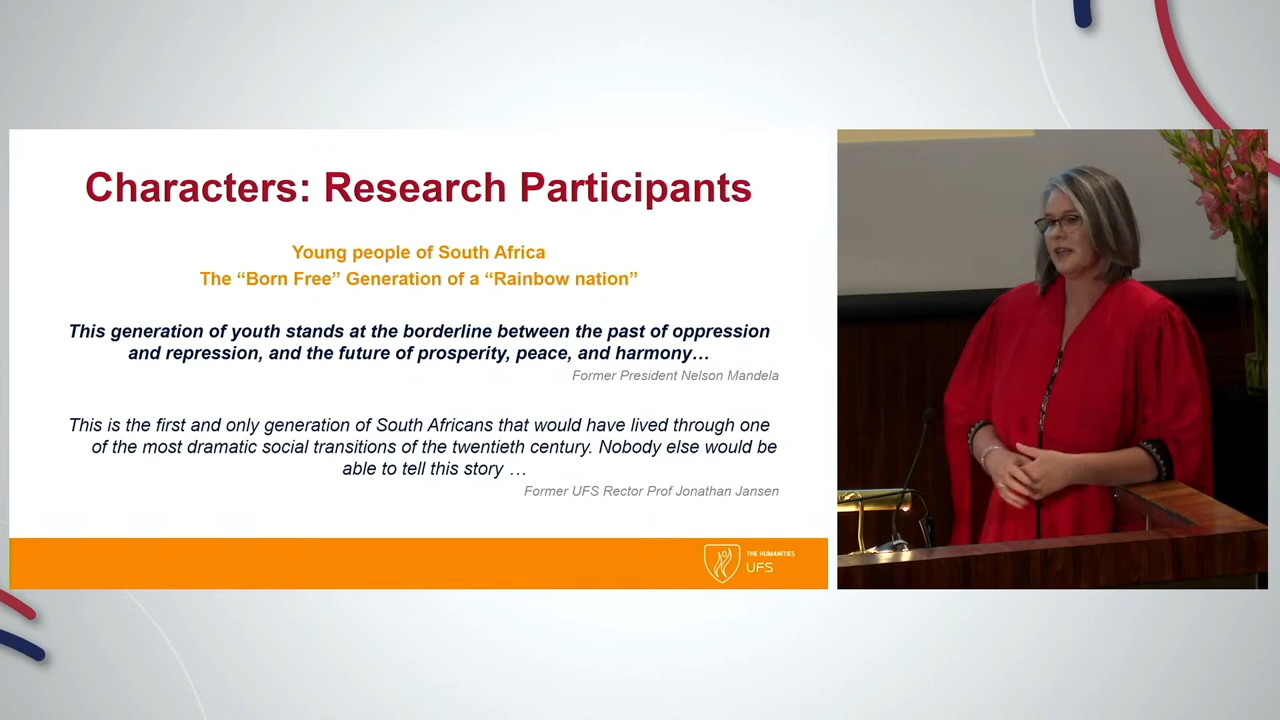 Characters: Research Participants
Young people of South Africa
The “Born Free” Generation of a “Rainbow nation”
This generation of youth stands at the borderline between the past of oppression
and repression, and the future of prosperity, peace, and harmony…
Former President Nelson Mandela
This is the first and only generation of South Africans that would have lived through one
of the most dramatic social transitions of the twentieth century. Nobody else would be
able to tell this story …
Former UFS Rector Prof Jonathan Jansen
THE HUMANITIES
UFS